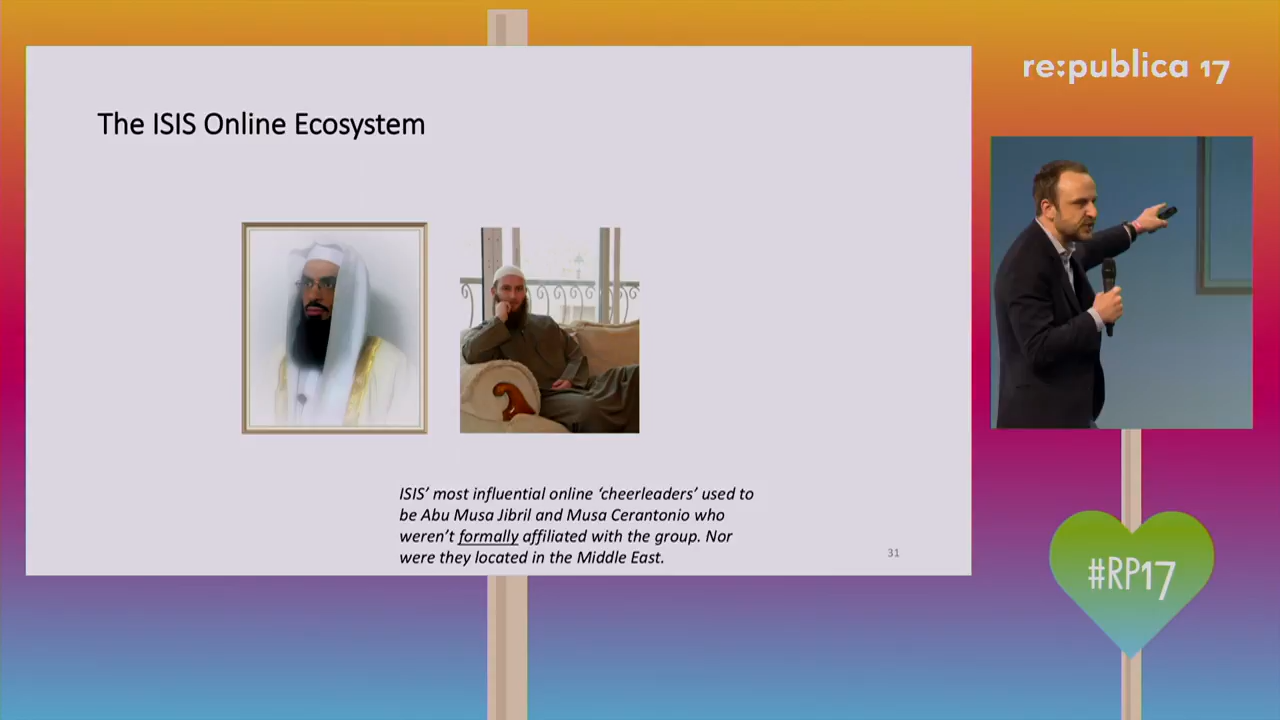 re:publica 17
The ISIS Online Ecosystem
ISIS’ most influential online ‘cheerleaders’ used to
be Abu Musa Jibril and Musa Cerantonio who
weren’t formally affiliated with the group. Nor
were they located in the Middle East.
31
#RP17